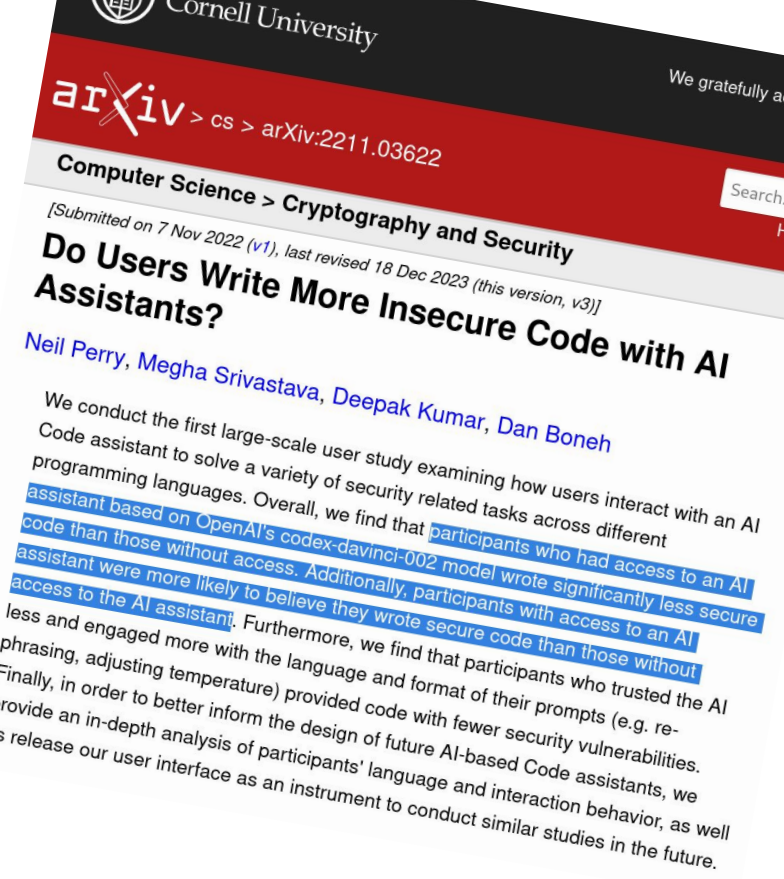 Cornell University
We gratefully
arXiv > cs > arXiv:2211.03622
Search
Computer Science > Cryptography and Security
[Submitted on 7 Nov 2022 (v1), last revised 18 Dec 2023 (this version, v3)]
Do Users Write More Insecure Code with AI
Assistants?
Neil Perry, Megha Srivastava, Deepak Kumar, Dan Boneh
We conduct the first large-scale user study examining how users interact with an AI
Code assistant to solve a variety of security related tasks across different
programming languages. Overall, we find that participants who had access to an AI
assistant based on OpenAI's codex-davinci-002 model wrote significantly less secure
code than those without access. Additionally, participants with access to an AI
assistant were more likely to believe they wrote secure code than those without
access to the AI assistant. Furthermore, we find that participants who trusted the AI
less and engaged more with the language and format of their prompts (e.g. re-
phrasing, adjusting temperature) provided code with fewer security vulnerabilities.
Finally, in order to better inform the design of future AI-based Code assistants, we
provide an in-depth analysis of participants' language and interaction behavior, as well
release our user interface as an instrument to conduct similar studies in the future.